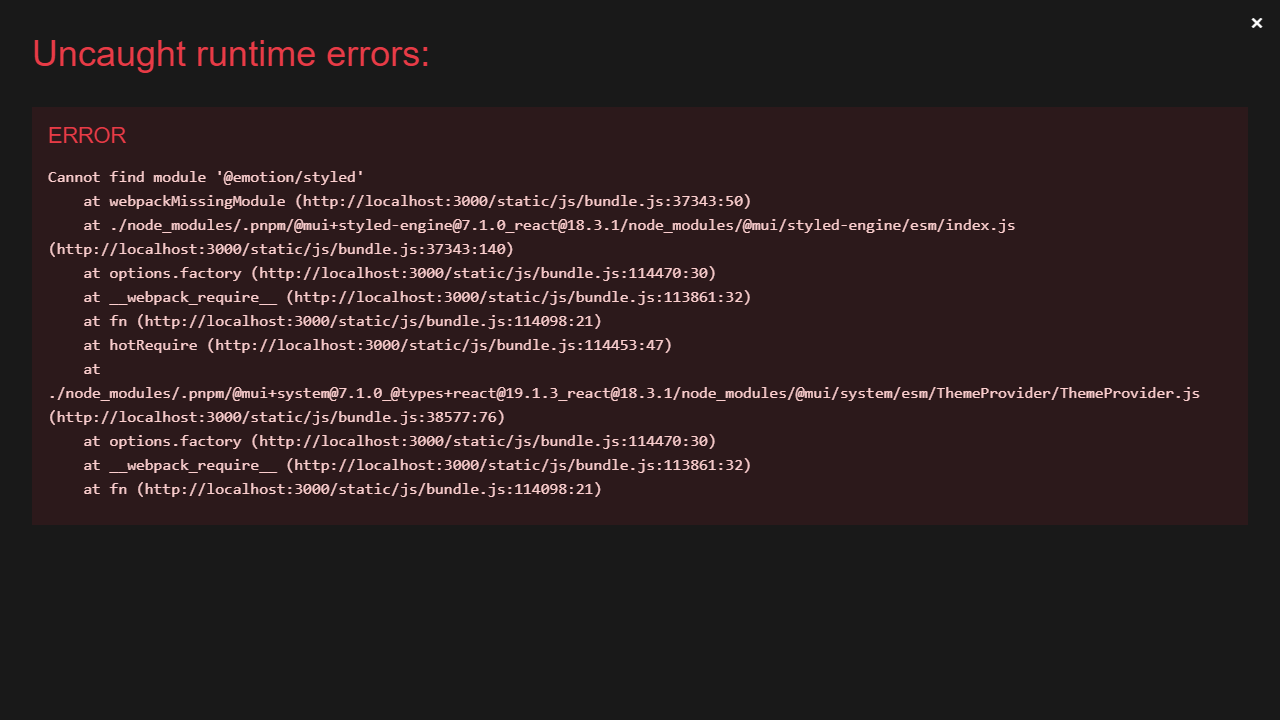 ×
Uncaught runtime errors:
ERROR
Cannot find module '@emotion/styled'
    at webpackMissingModule (http://localhost:3000/static/js/bundle.js:37343:50)
    at ./node_modules/.pnpm/@mui+styled-engine@7.1.0_react@18.3.1/node_modules/@mui/styled-engine/esm/index.js
(http://localhost:3000/static/js/bundle.js:37343:140)
    at options.factory (http://localhost:3000/static/js/bundle.js:114470:30)
    at __webpack_require__ (http://localhost:3000/static/js/bundle.js:113861:32)
    at fn (http://localhost:3000/static/js/bundle.js:114098:21)
    at hotRequire (http://localhost:3000/static/js/bundle.js:114453:47)
    at
./node_modules/.pnpm/@mui+system@7.1.0_@types+react@19.1.3_react@18.3.1/node_modules/@mui/system/esm/ThemeProvider/ThemeProvider.js
(http://localhost:3000/static/js/bundle.js:38577:76)
    at options.factory (http://localhost:3000/static/js/bundle.js:114470:30)
    at __webpack_require__ (http://localhost:3000/static/js/bundle.js:113861:32)
    at fn (http://localhost:3000/static/js/bundle.js:114098:21)